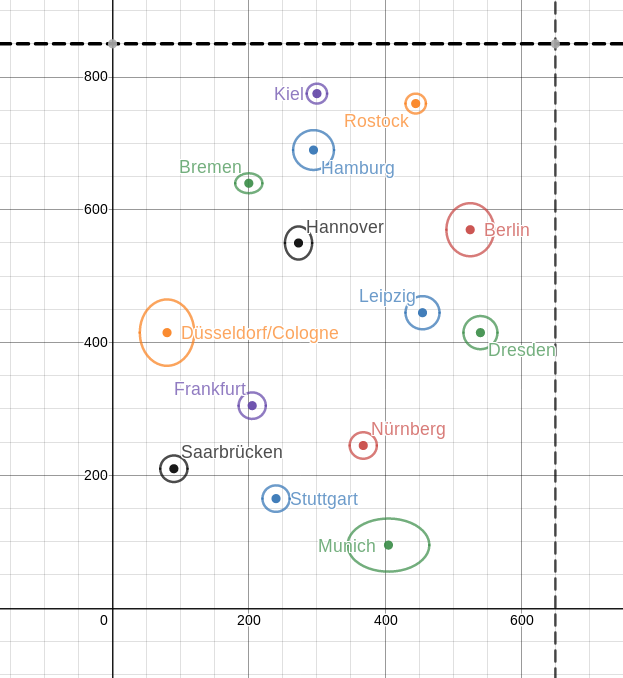 800
Kiel
Rostock
Hamburg
Bremen
600
Hannover
Berlin
Leipzig
Düsseldorf/Cologne
400
Dresden
Frankfurt
Nürnberg
Saarbrücken
200
Stuttgart
Munich
0
200
400
600